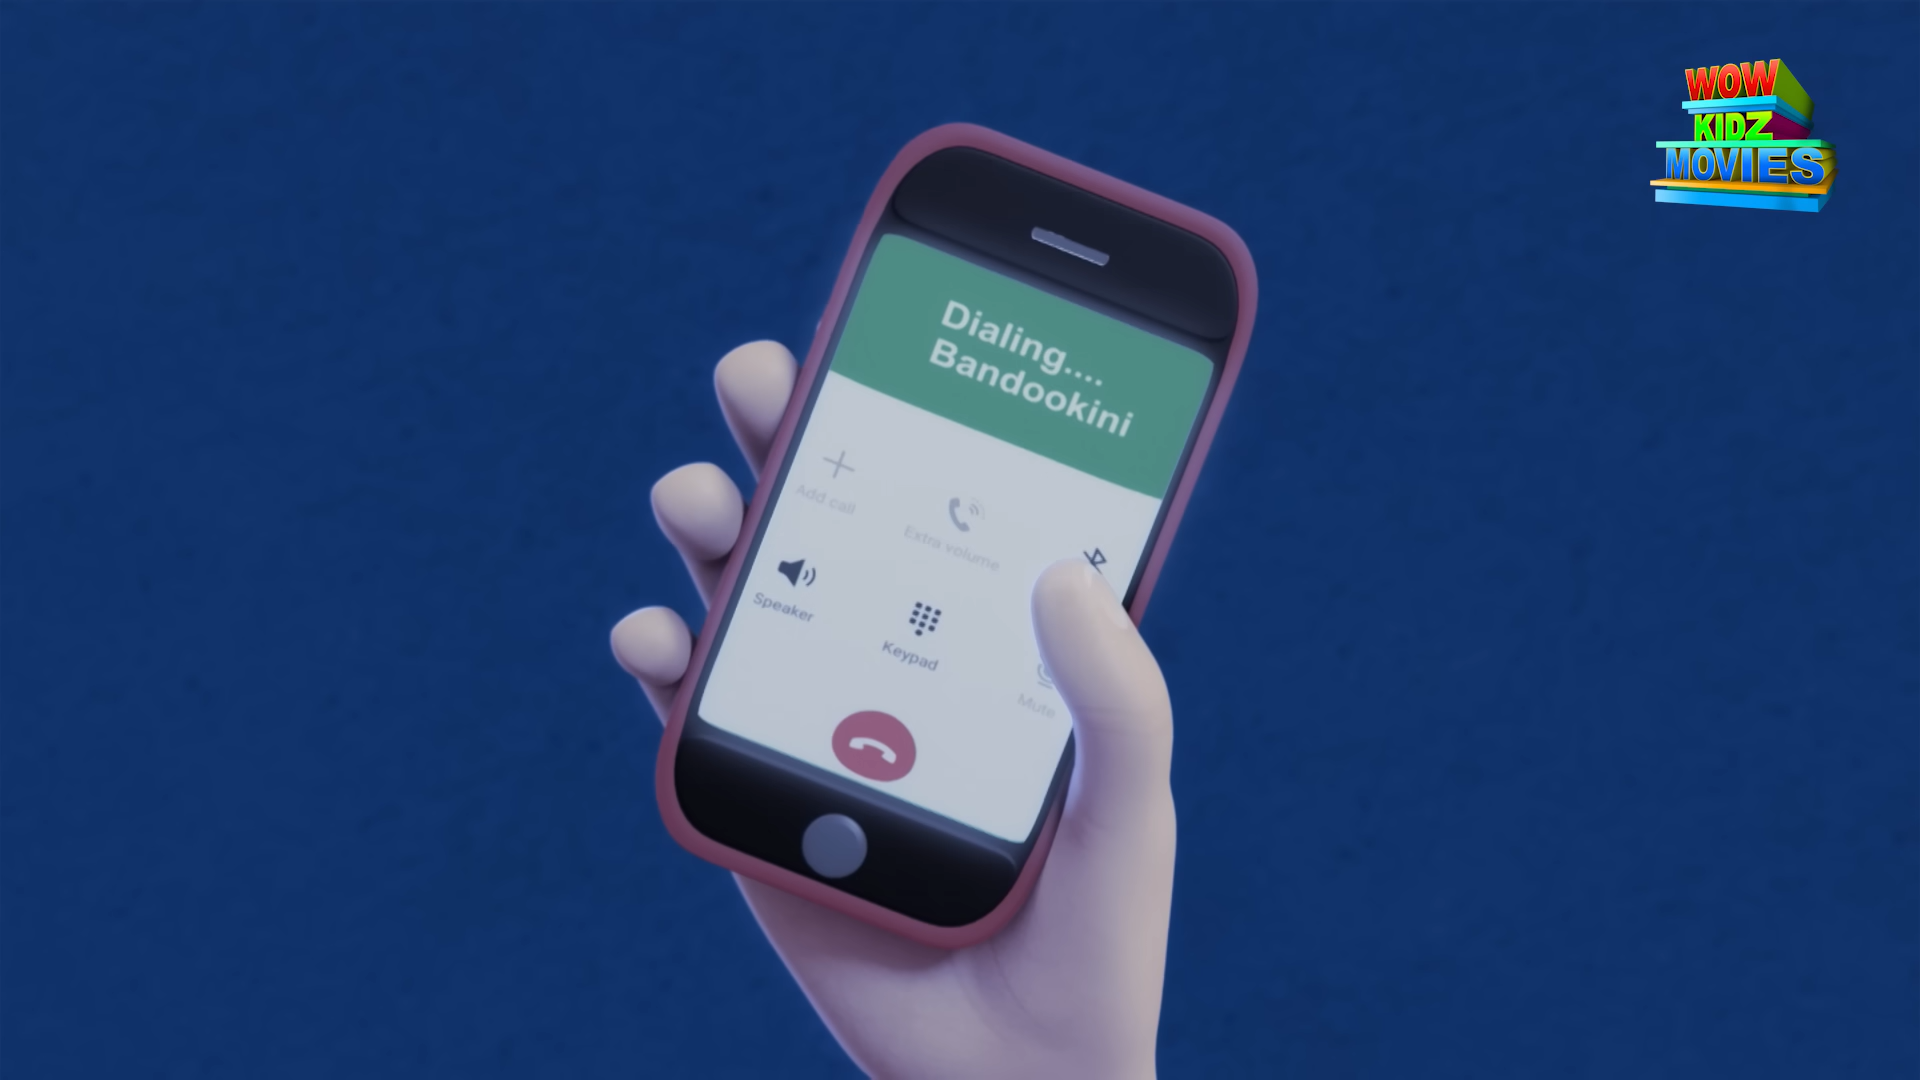 WOW
KIDZ
MOVIES
Dialing....
Bandookini
Add call
Extra volume
Speaker
Keypad
Mute